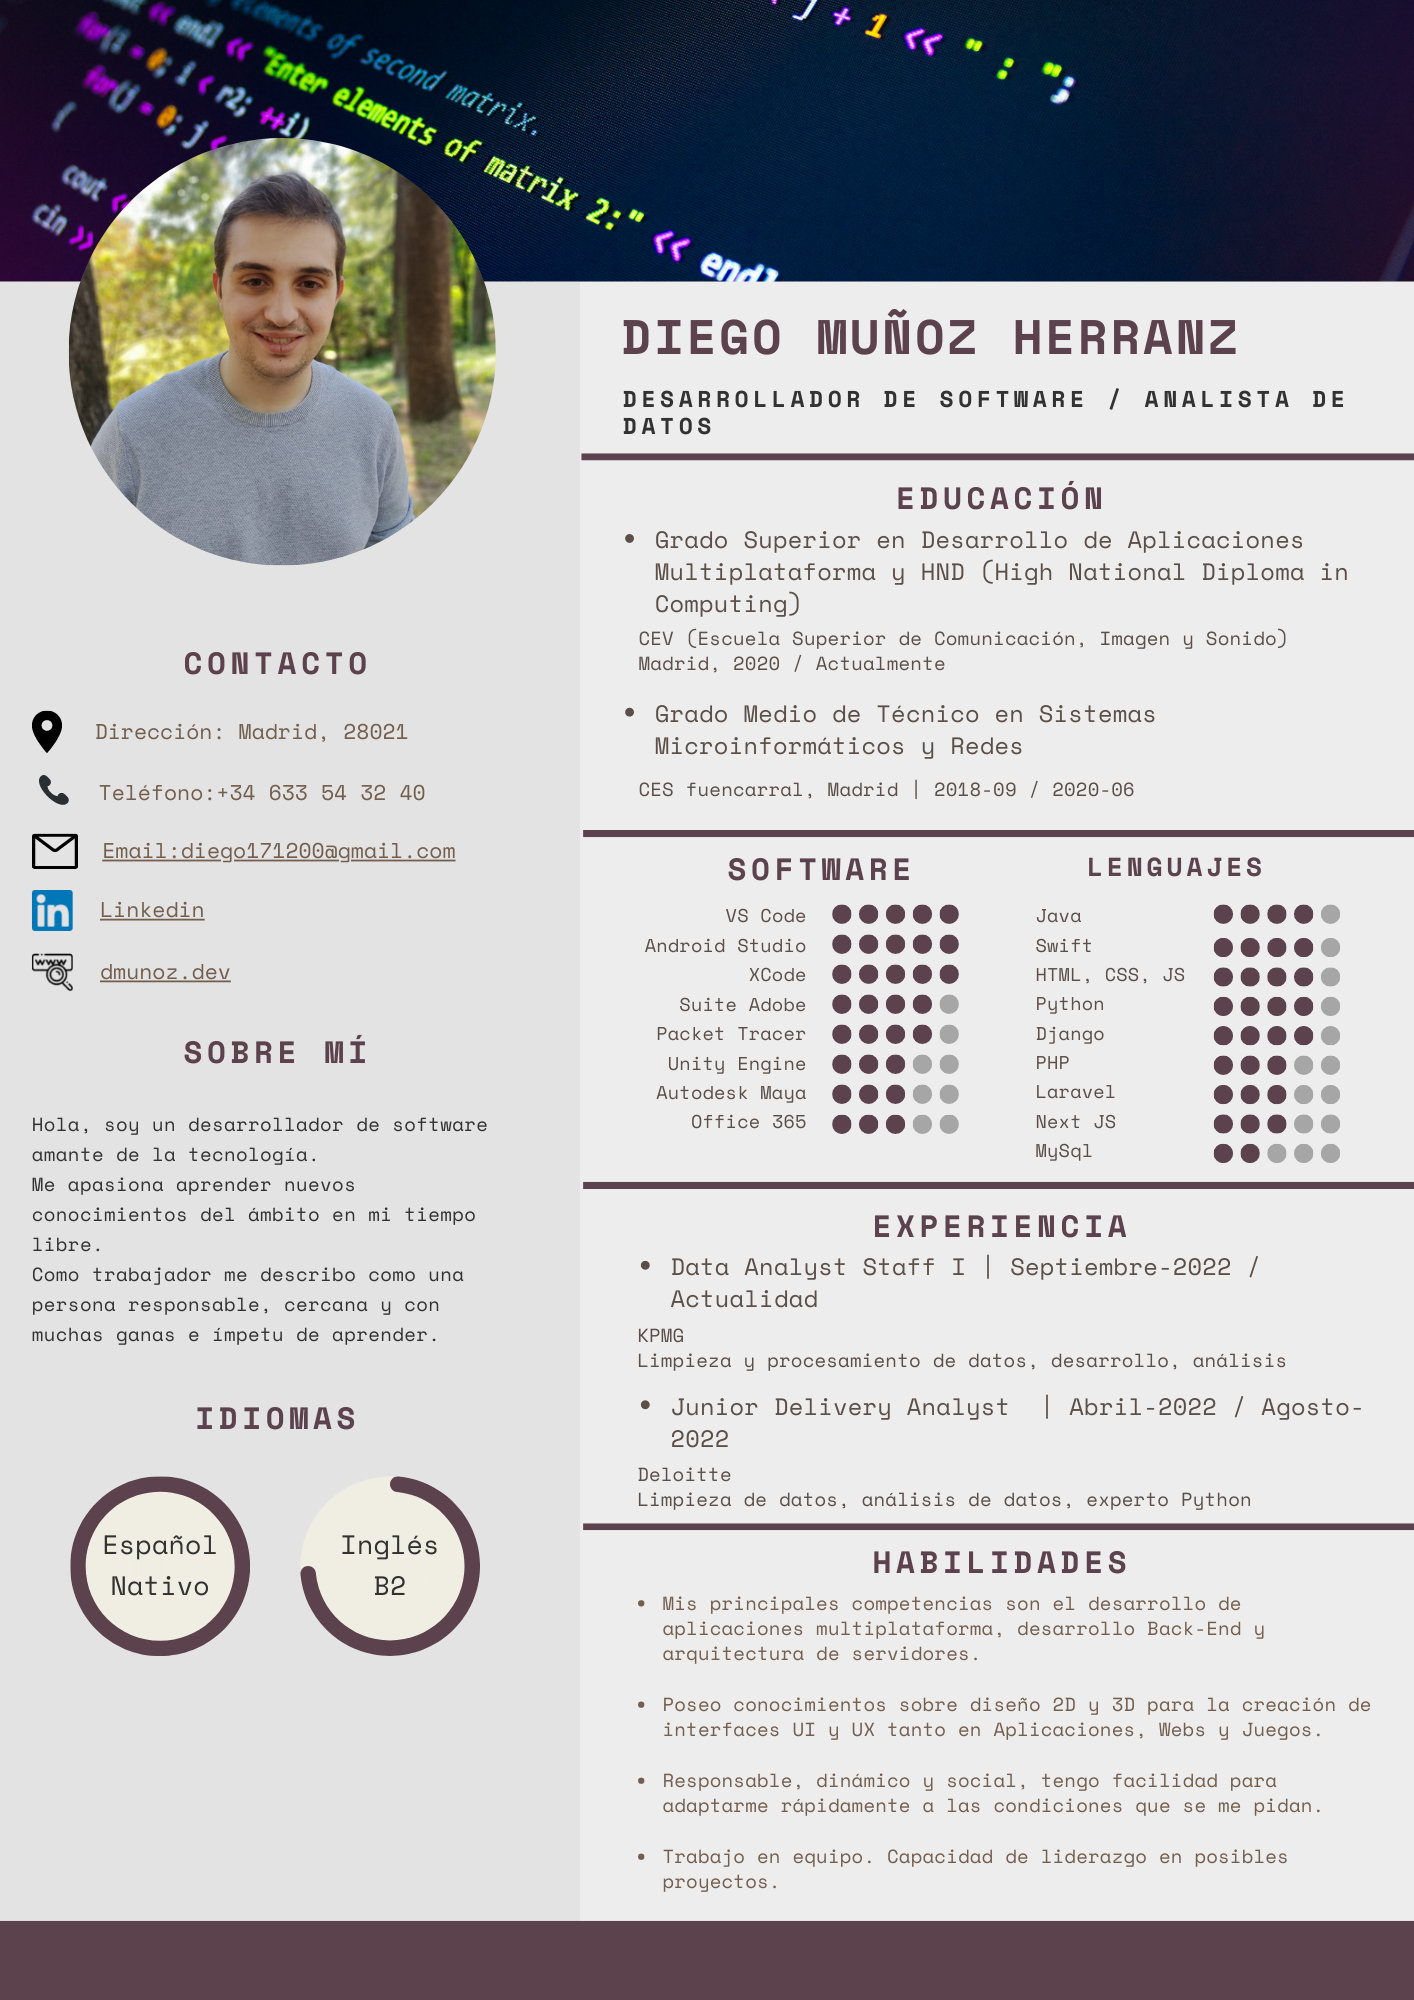 elements of second matrix.
] + 1 << " : ";
endl << "Enter elements of matrix 2:" << endl
for(j = 0; i < r2; ++i)
for(j = 0; j <
{
cout <<
cin >>
DIEGO MUÑOZ HERRANZ
DESARROLLADOR DE SOFTWARE / ANALISTA DE
DATOS
CONTACTO
Dirección: Madrid, 28021
Teléfono:+34 633 54 32 40
Email:diego171200@gmail.com
in
Linkedin
www
dmunoz.dev
SOBRE MÍ
Hola, soy un desarrollador de software
amante de la tecnología.
Me apasiona aprender nuevos
conocimientos del ámbito en mi tiempo
libre.
Como trabajador me describo como una
persona responsable, cercana y con
muchas ganas e ímpetu de aprender.
IDIOMAS
Español
Nativo
Inglés
B2
EDUCACIÓN
• Grado Superior en Desarrollo de Aplicaciones
Multiplataforma y HND (High National Diploma in
Computing)
CEV (Escuela Superior de Comunicación, Imagen y Sonido)
Madrid, 2020 / Actualmente
• Grado Medio de Técnico en Sistemas
Microinformáticos y Redes
CES fuencarral, Madrid | 2018-09 / 2020-06
SOFTWARE
VS Code
Android Studio
XCode
Suite Adobe
Packet Tracer
Unity Engine
Autodesk Maya
Office 365
LENGUAJES
Java
Swift
HTML, CSS, JS
Python
Django
PHP
Laravel
Next JS
MySql
EXPERIENCIA
• Data Analyst Staff I | Septiembre-2022 /
Actualidad
KPMG
Limpieza y procesamiento de datos, desarrollo, análisis
• Junior Delivery Analyst | Abril-2022 / Agosto-
2022
Deloitte
Limpieza de datos, análisis de datos, experto Python
HABILIDADES
• Mis principales competencias son el desarrollo de
aplicaciones multiplataforma, desarrollo Back-End y
arquitectura de servidores.
• Poseo conocimientos sobre diseño 2D y 3D para la creación de
interfaces UI y UX tanto en Aplicaciones, Webs y Juegos.
• Responsable, dinámico y social, tengo facilidad para
adaptarme rápidamente a las condiciones que se me pidan.
• Trabajo en equipo. Capacidad de liderazgo en posibles
proyectos.